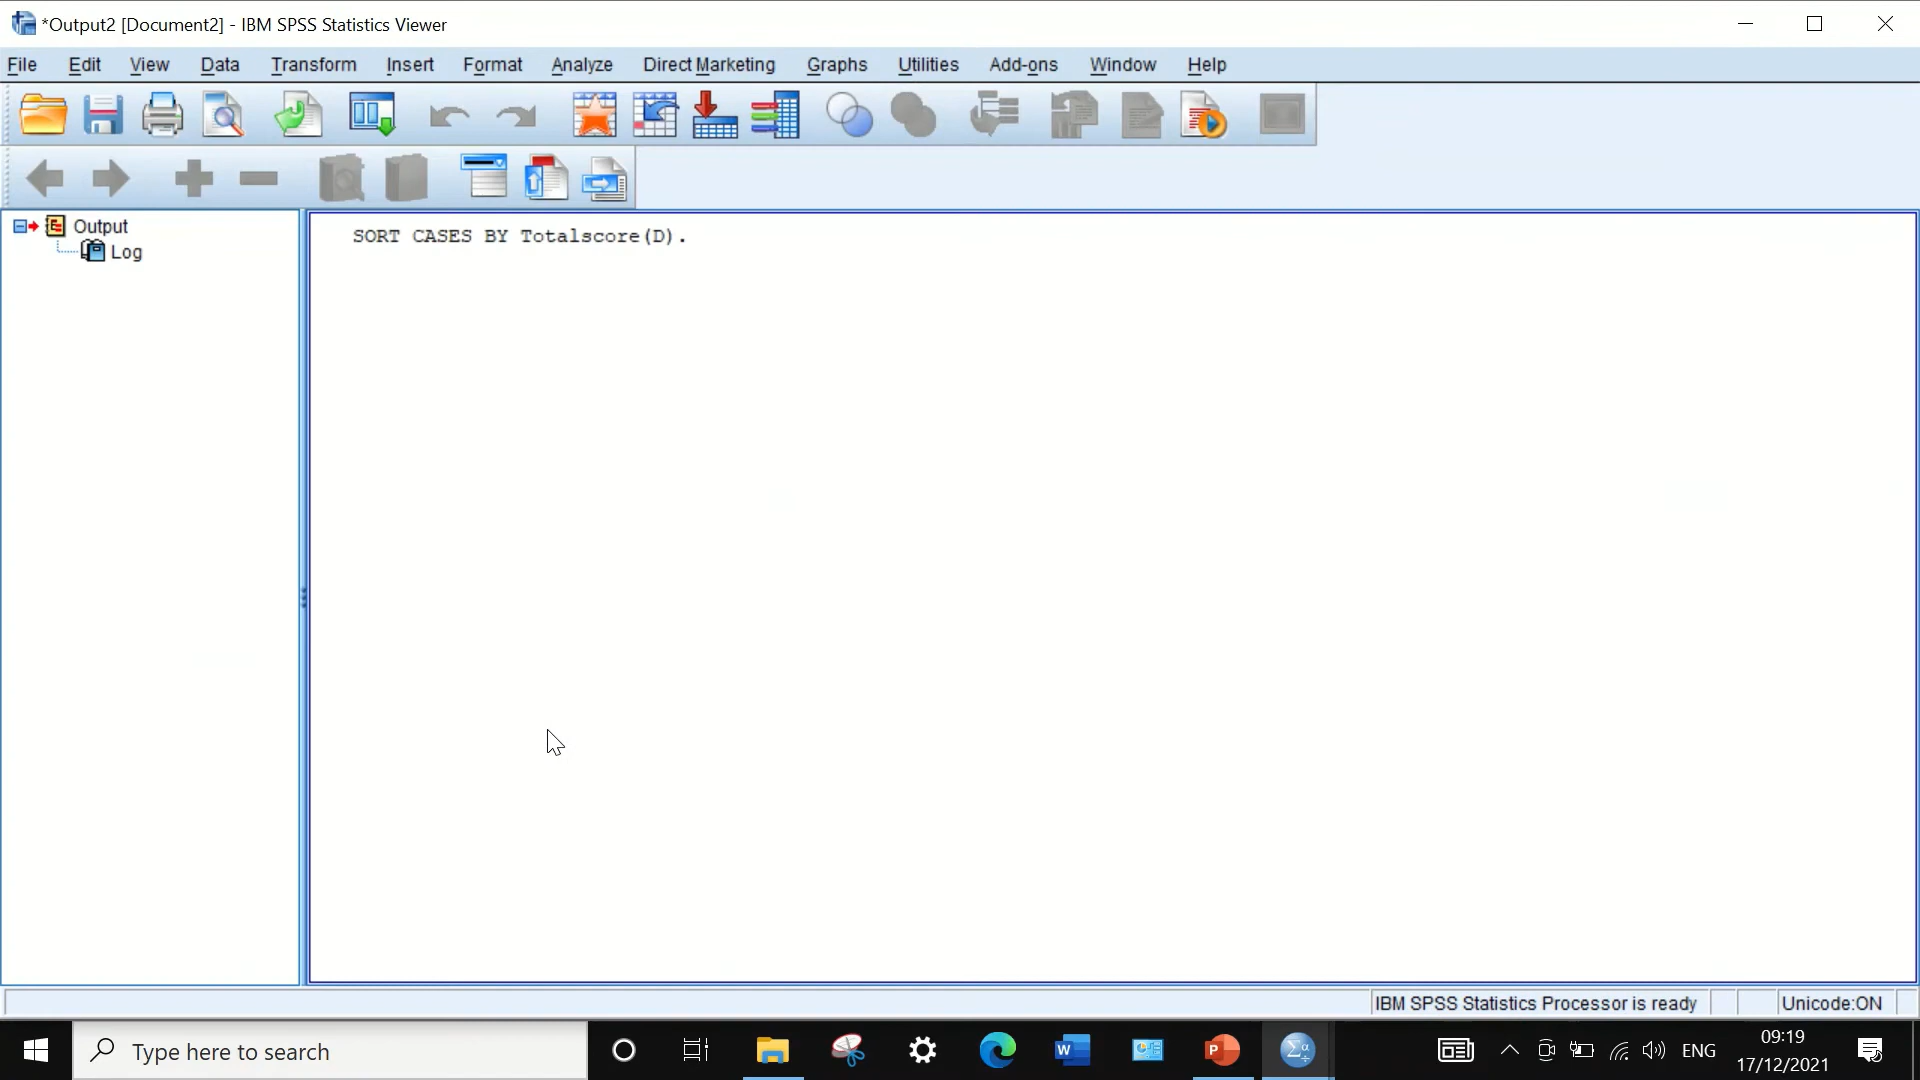 *Output2 [Document2] - IBM SPSS Statistics Viewer
File Edit View Data Transform Insert Format Analyze Direct Marketing Graphs Utilities Add-ons Window Help
Output
Log
SORT CASES BY Totalscore(D).
IBM SPSS Statistics Processor is ready Unicode:ON
Type here to search
ENG
09:19
17/12/2021